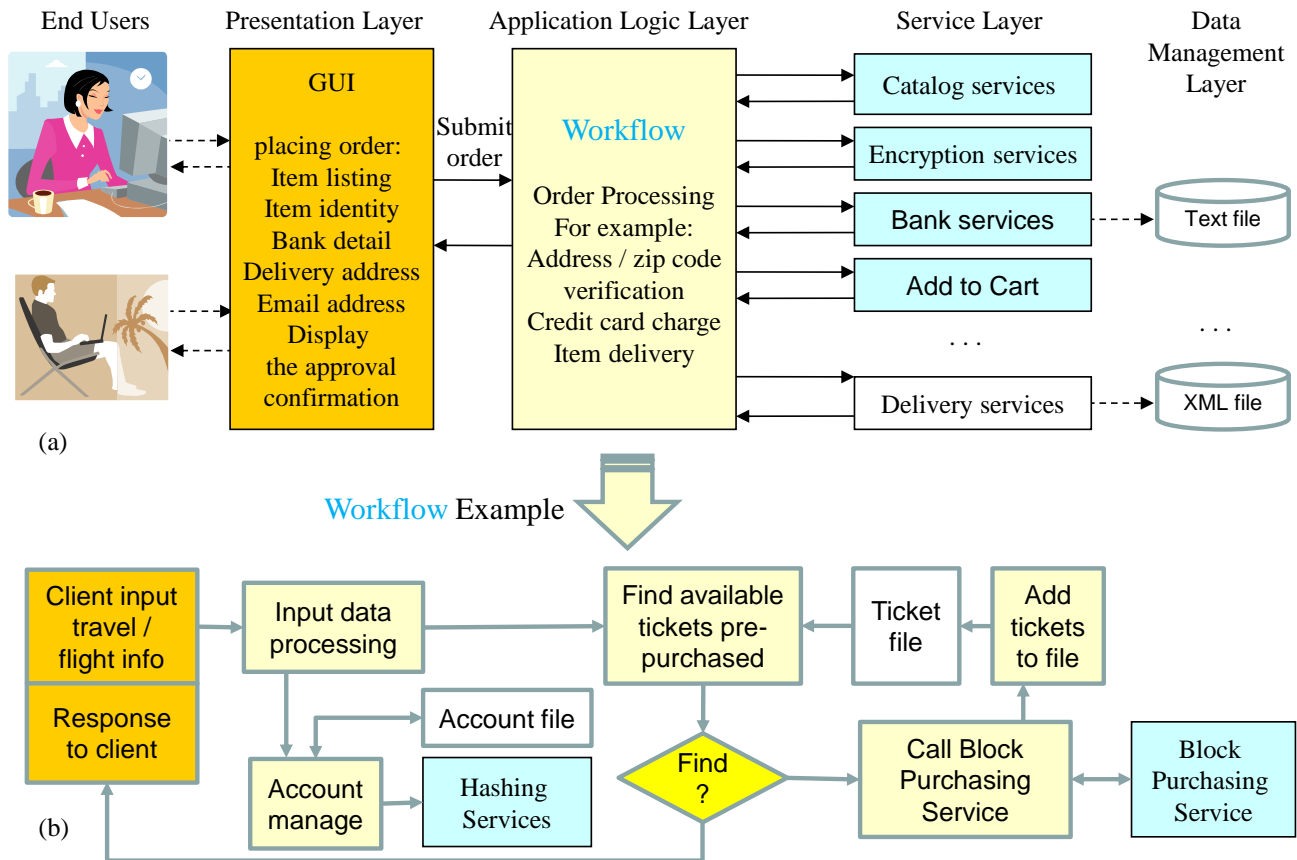 End Users
Presentation Layer
Application Logic Layer
Service Layer
Data
Management
Layer
GUI
placing order:
Item listing
Item identity
Bank detail
Delivery address
Email address
Display
the approval
confirmation
Submit
order
Workflow
Order Processing
For example:
Address / zip code
verification
Credit card charge
Item delivery
Catalog services
Encryption services
Bank services
Add to Cart
. . .
Delivery services
Text file
. . .
XML file
(a)
Workflow Example
Client input
travel /
flight info
Response
to client
Input data
processing
Account file
Account
manage
Hashing
Services
Find available
tickets pre-
purchased
Find
?
Ticket
file
Add
tickets
to file
Call Block
Purchasing
Service
Block
Purchasing
Service
(b)